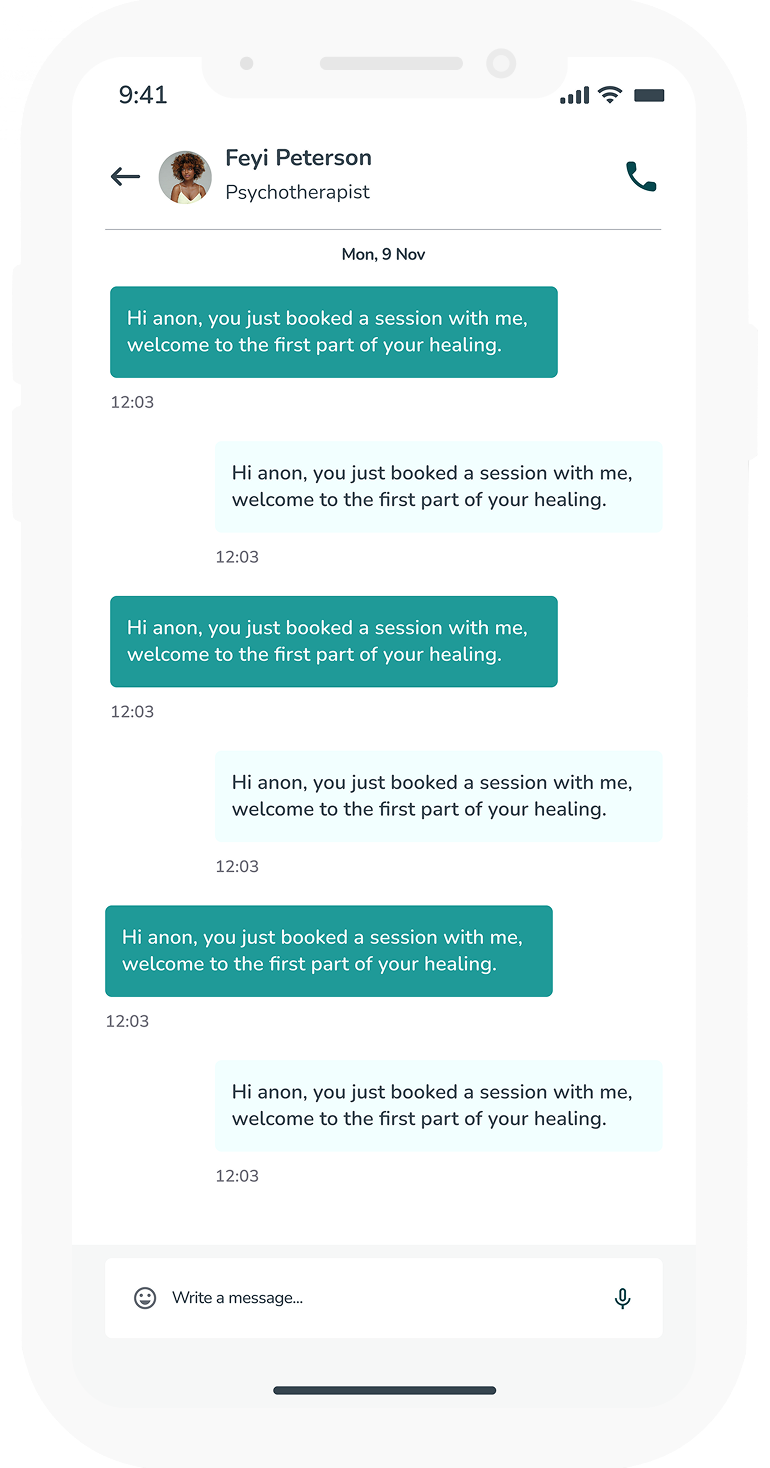 9:41
Feyi Peterson
Psychotherapist
Mon, 9 Nov
Hi anon, you just booked a session with me,
welcome to the first part of your healing.
12:03
Hi anon, you just booked a session with me,
welcome to the first part of your healing.
12:03
Hi anon, you just booked a session with me,
welcome to the first part of your healing.
12:03
Hi anon, you just booked a session with me,
welcome to the first part of your healing.
12:03
Hi anon, you just booked a session with me,
welcome to the first part of your healing.
12:03
Hi anon, you just booked a session with me,
welcome to the first part of your healing.
12:03
Write a message...